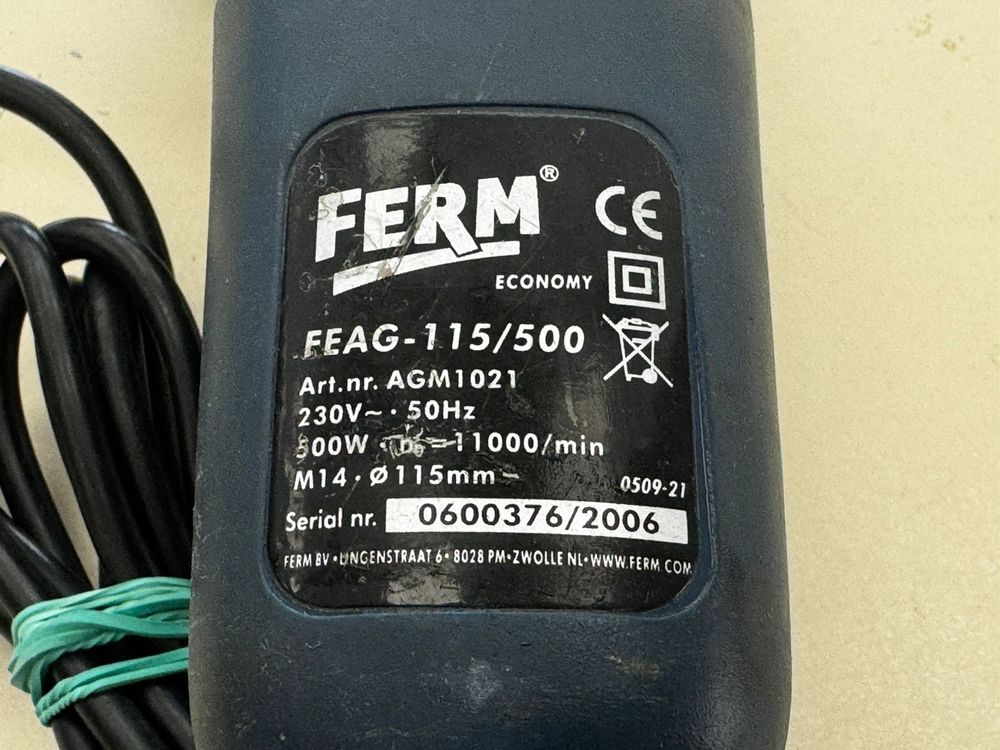 FERM®
CE
ECONOMY
FEAG-115/500
Art.nr. AGM1021
230V~ · 50Hz
500W · n₀ = 11000/min
M14 · Ø115mm
0509-21
Serial nr. 0600376/2006
FERM BV • LINGENSTRAAT 6 • 8028 PM • ZWOLLE NL • WWW.FERM.COM